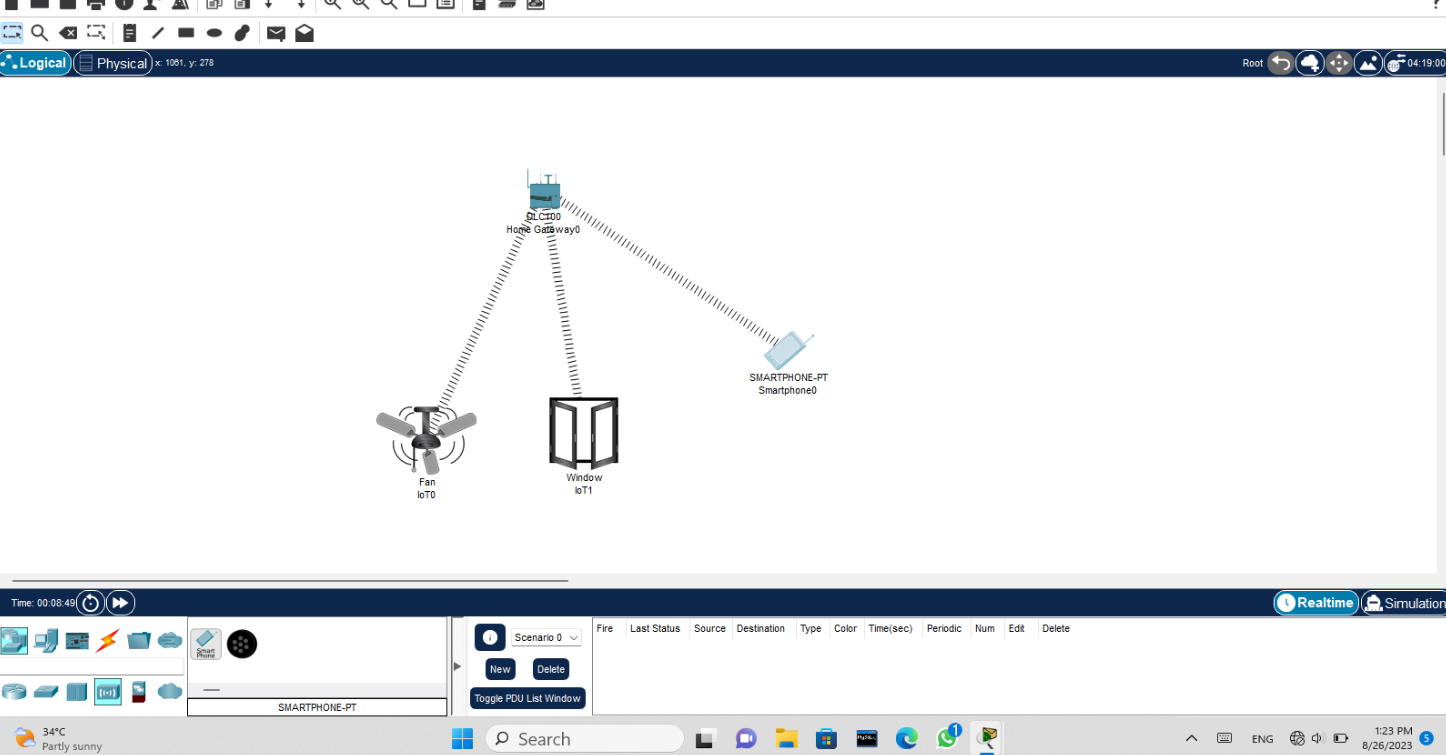 ?
Logical Physical x: 1061, y: 278 Root 04:19:00
DLC100
Home Gateway0
SMARTPHONE-PT
Smartphone0
Fan
IoT0
Window
IoT1
Time: 00:08:49 Realtime Simulation
Smart
Phone
SMARTPHONE-PT
Scenario 0
New Delete
Toggle PDU List Window
Fire Last Status Source Destination Type Color Time(sec) Periodic Num Edit Delete
34°C
Partly sunny
Search
1
ENG
1:23 PM
8/26/2023
5